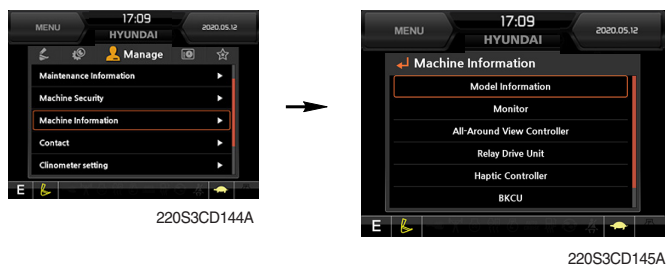 MENU
17:09
HYUNDAI
2020.05.12
Manage
Maintenance Information
Machine Security
Machine Information
Contact
Clinometer setting
E
220S3CD144A
MENU
17:09
HYUNDAI
2020.05.12
Machine Information
Model Information
Monitor
All-Around View Controller
Relay Drive Unit
Haptic Controller
BKCU
E
220S3CD145A